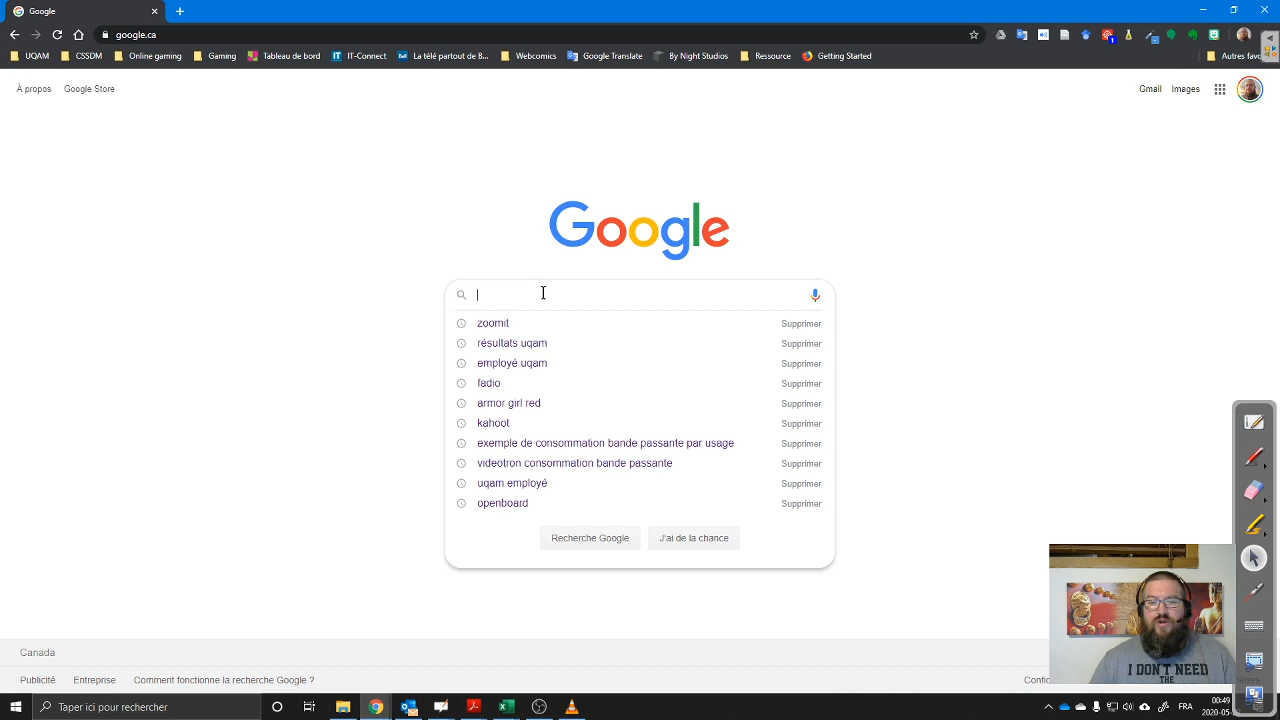 Google
google.ca
UQAM CSSDM Online gaming Gaming Tableau de bord IT-Connect La télé partout de B... Webcomics Google Translate By Night Studios Ressource Getting Started Autres favo
À propos Google Store Gmail Images
Google
zoomit Supprimer
résultats uqam Supprimer
employé uqam Supprimer
fadio Supprimer
armor girl red Supprimer
kahoot Supprimer
exemple de consommation bande passante par usage Supprimer
videotron consommation bande passante Supprimer
uqam employé Supprimer
openboard Supprimer
Recherche Google J'ai de la chance
I DON'T NEED
THE
Canada
Publicité Entreprise Comment fonctionne la recherche Google ? Confic
Taper ici pour rechercher FRA 00:49